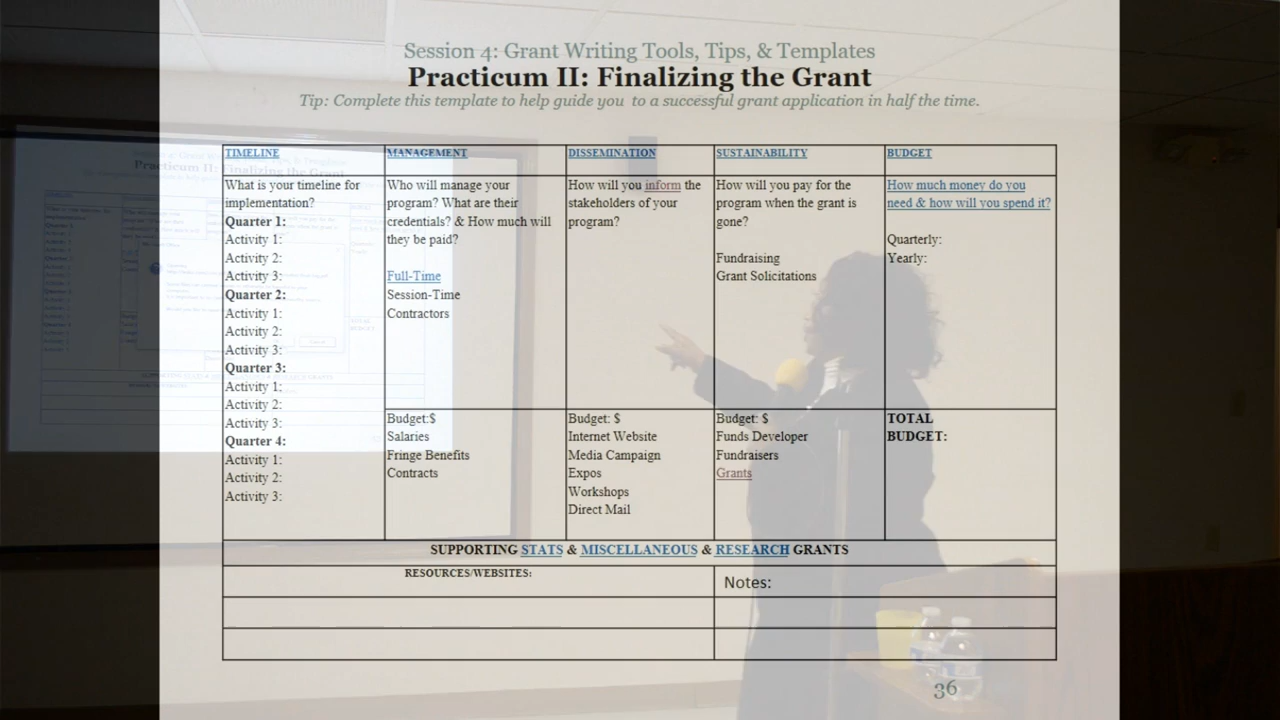 Session 4: Grant Writing Tools, Tips, & Templates
Practicum II: Finalizing the Grant
Tip: Complete this template to help guide you to a successful grant application in half the time.
TIMELINE
What is your timeline for
implementation?
Quarter 1:
Activity 1:
Activity 2:
Activity 3:
Quarter 2:
Activity 1:
Activity 2:
Activity 3:
Quarter 3:
Activity 1:
Activity 2:
Activity 3:
Quarter 4:
Activity 1:
Activity 2:
Activity 3:
MANAGEMENT
Who will manage your
program? What are their
credentials? & How much will
they be paid?
Full-Time
Session-Time
Contractors
Budget:$
Salaries
Fringe Benefits
Contracts
DISSEMINATION
How will you inform the
stakeholders of your
program?
Budget: $
Internet Website
Media Campaign
Expos
Workshops
Direct Mail
SUSTAINABILITY
How will you pay for the
program when the grant is
gone?
Fundraising
Grant Solicitations
Budget: $
Funds Developer
Fundraisers
Grants
BUDGET
How much money do you
need & how will you spend it?
Quarterly:
Yearly:
TOTAL
BUDGET:
SUPPORTING STATS & MISCELLANEOUS & RESEARCH GRANTS
RESOURCES/WEBSITES:
Notes:
36